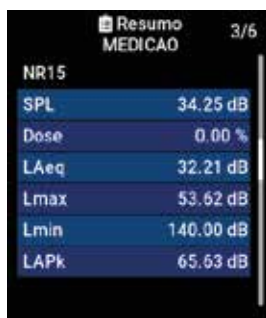 Resumo 3/6
MEDICAO
NR15
SPL 34.25 dB
Dose 0.00 %
LAeq 32.21 dB
Lmax 53.62 dB
Lmin 140.00 dB
LAPk 65.63 dB